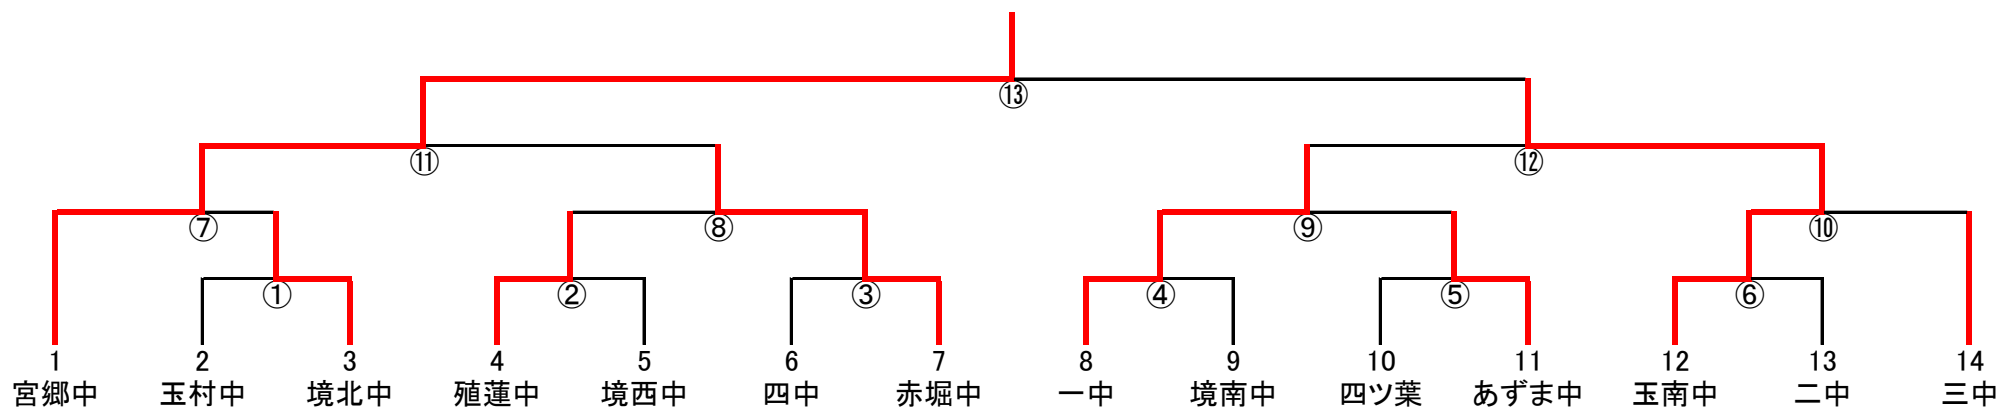 ⑬
⑪ ⑫
⑦ ⑧ ⑨ ⑩
① ② ③ ④ ⑤ ⑥
1 2 3 4 5 6 7 8 9 10 11 12 13 14
宮郷中 玉村中 境北中 殖蓮中 境西中 四中 赤堀中 一中 境南中 四ツ葉 あずま中 玉南中 二中 三中